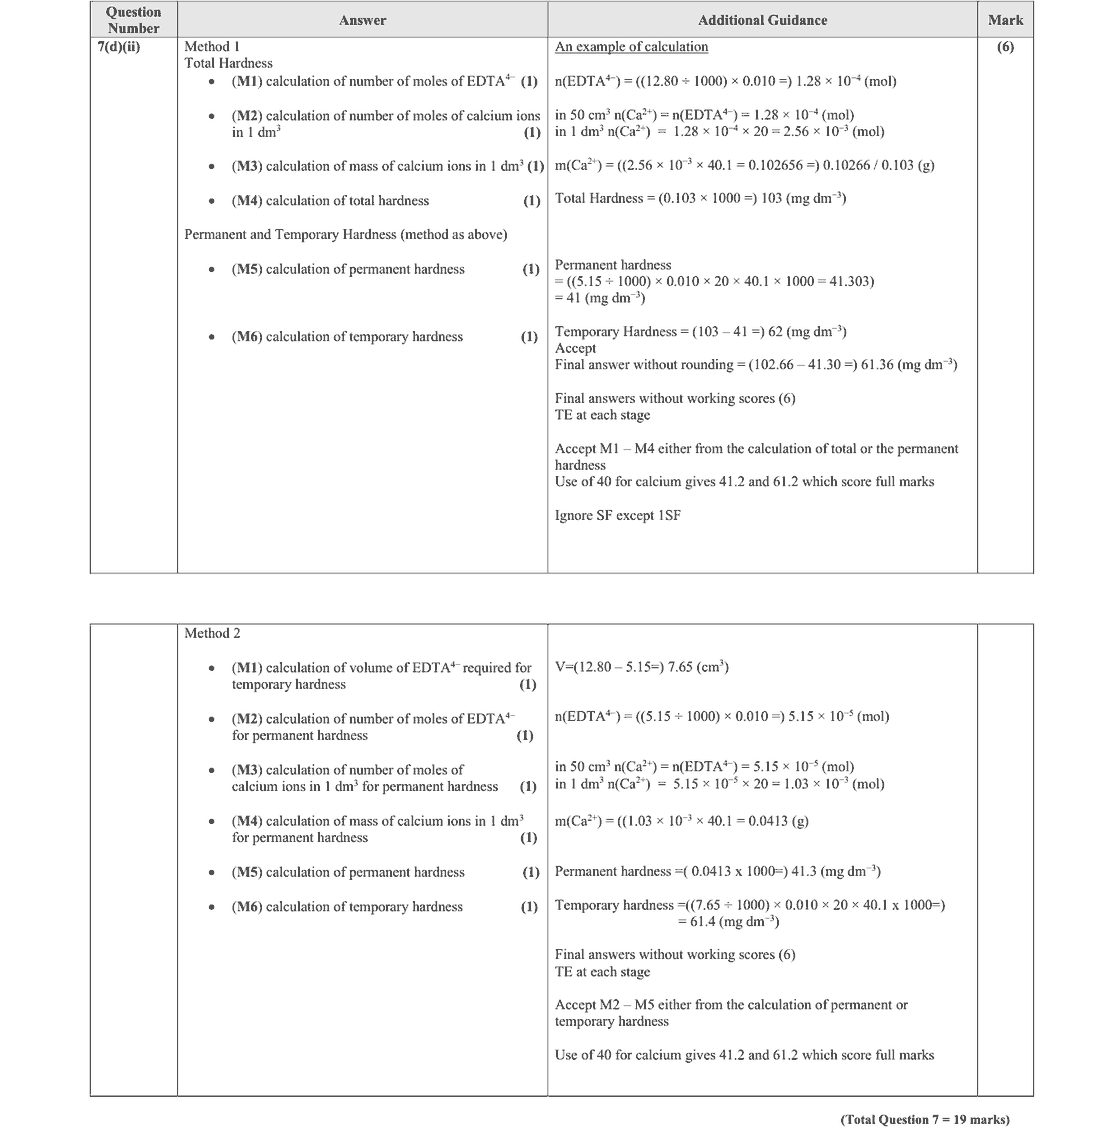 Question Number
Answer
Additional Guidance
Mark
7(d)(ii)
Method 1
Total Hardness
• (M1) calculation of number of moles of EDTA⁴⁻ (1)
• (M2) calculation of number of moles of calcium ions
in 1 dm³ (1)
• (M3) calculation of mass of calcium ions in 1 dm³ (1)
• (M4) calculation of total hardness (1)
Permanent and Temporary Hardness (method as above)
• (M5) calculation of permanent hardness (1)
• (M6) calculation of temporary hardness (1)
An example of calculation
n(EDTA⁴⁻) = ((12.80 ÷ 1000) × 0.010 =) 1.28 × 10⁻⁴ (mol)
in 50 cm³ n(Ca²⁺) = n(EDTA⁴⁻) = 1.28 × 10⁻⁴ (mol)
in 1 dm³ n(Ca²⁺) = 1.28 × 10⁻⁴ × 20 = 2.56 × 10⁻³ (mol)
m(Ca²⁺) = ((2.56 × 10⁻³ × 40.1 = 0.102656 =) 0.10266 / 0.103 (g)
Total Hardness = (0.103 × 1000 =) 103 (mg dm⁻³)
Permanent hardness
= ((5.15 ÷ 1000) × 0.010 × 20 × 40.1 × 1000 = 41.303)
= 41 (mg dm⁻³)
Temporary Hardness = (103 – 41 =) 62 (mg dm⁻³)
Accept
Final answer without rounding = (102.66 – 41.30 =) 61.36 (mg dm⁻³)
Final answers without working scores (6)
TE at each stage
Accept M1 – M4 either from the calculation of total or the permanent
hardness
Use of 40 for calcium gives 41.2 and 61.2 which score full marks
Ignore SF except 1SF
(6)
Method 2
• (M1) calculation of volume of EDTA⁴⁻ required for
temporary hardness (1)
• (M2) calculation of number of moles of EDTA⁴⁻
for permanent hardness (1)
• (M3) calculation of number of moles of
calcium ions in 1 dm³ for permanent hardness (1)
• (M4) calculation of mass of calcium ions in 1 dm³
for permanent hardness (1)
• (M5) calculation of permanent hardness (1)
• (M6) calculation of temporary hardness (1)
V=(12.80 – 5.15=) 7.65 (cm³)
n(EDTA⁴⁻) = ((5.15 ÷ 1000) × 0.010 =) 5.15 × 10⁻⁵ (mol)
in 50 cm³ n(Ca²⁺) = n(EDTA⁴⁻) = 5.15 × 10⁻⁵ (mol)
in 1 dm³ n(Ca²⁺) = 5.15 × 10⁻⁵ × 20 = 1.03 × 10⁻³ (mol)
m(Ca²⁺) = ((1.03 × 10⁻³ × 40.1 = 0.0413 (g)
Permanent hardness =( 0.0413 x 1000=) 41.3 (mg dm⁻³)
Temporary hardness =((7.65 ÷ 1000) × 0.010 × 20 × 40.1 x 1000=)
= 61.4 (mg dm⁻³)
Final answers without working scores (6)
TE at each stage
Accept M2 – M5 either from the calculation of permanent or
temporary hardness
Use of 40 for calcium gives 41.2 and 61.2 which score full marks
(Total Question 7 = 19 marks)